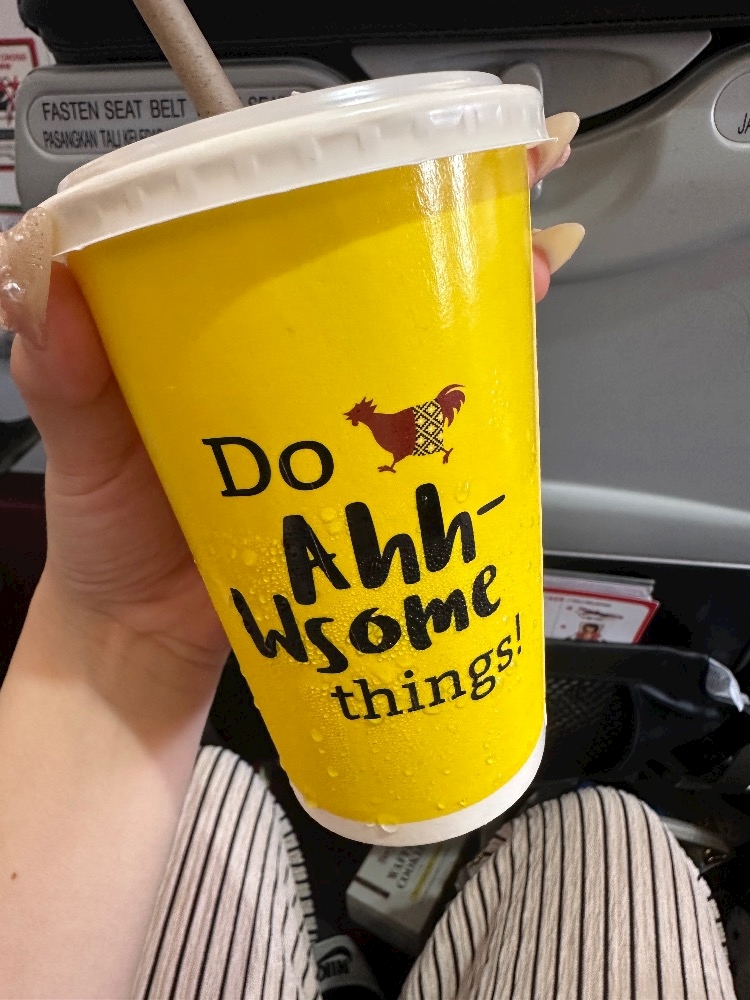 FASTEN SEAT BELT
PASANGKAN TALI
Do
Ahh-
Wsome
things!